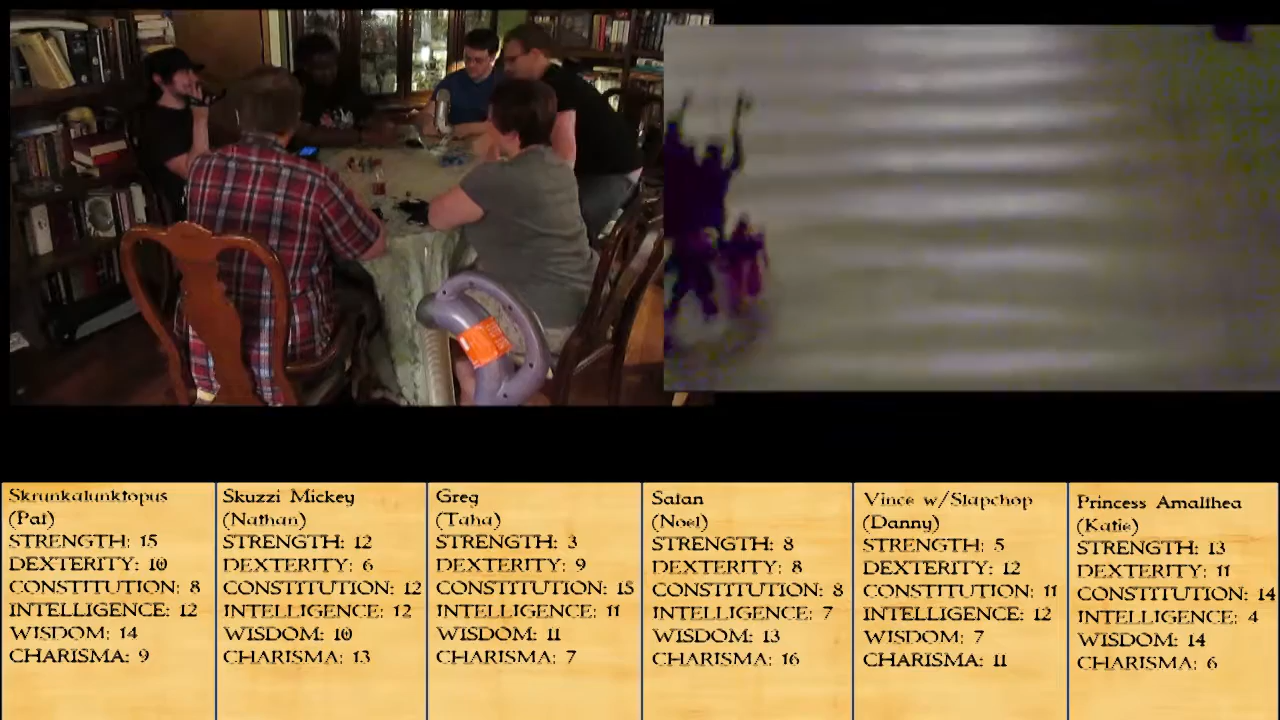 Skrunkalunktopus
(Pat)
STRENGTH: 15
DEXTERITY: 10
CONSTITUTION: 8
INTELLIGENCE: 12
WISDOM: 14
CHARISMA: 9
Skuzzi Mickey
(Nathan)
STRENGTH: 12
DEXTERITY: 6
CONSTITUTION: 12
INTELLIGENCE: 12
WISDOM: 10
CHARISMA: 13
Greg
(Taha)
STRENGTH: 3
DEXTERITY: 9
CONSTITUTION: 15
INTELLIGENCE: 11
WISDOM: 11
CHARISMA: 7
Satan
(Noel)
STRENGTH: 8
DEXTERITY: 8
CONSTITUTION: 8
INTELLIGENCE: 7
WISDOM: 13
CHARISMA: 16
Vince w/Slapchop
(Danny)
STRENGTH: 5
DEXTERITY: 12
CONSTITUTION: 11
INTELLIGENCE: 12
WISDOM: 7
CHARISMA: 11
Princess Amalthea
(Katie)
STRENGTH: 13
DEXTERITY: 11
CONSTITUTION: 14
INTELLIGENCE: 4
WISDOM: 14
CHARISMA: 6